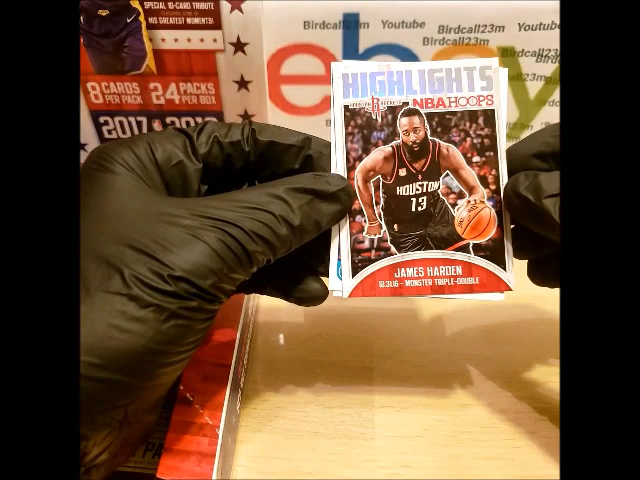 SPECIAL 10-CARD TRIBUTE
HIS GREATEST MOMENTS!
8 CARDS PER PACK 24 PACKS PER BOX
2017
Birdcall23m Youtube Birdcall23m Youtube
Birdcall23m Birdcall23m
ebay
HIGHLIGHTS
NBA HOOPS
HOUSTON
13
JAMES HARDEN
12.31.16 - MONSTER TRIPLE-DOUBLE